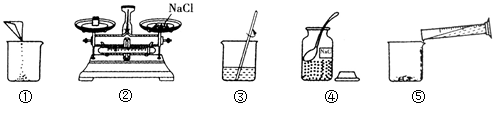 NaCl
NaCl
① ② ③ ④ ⑤